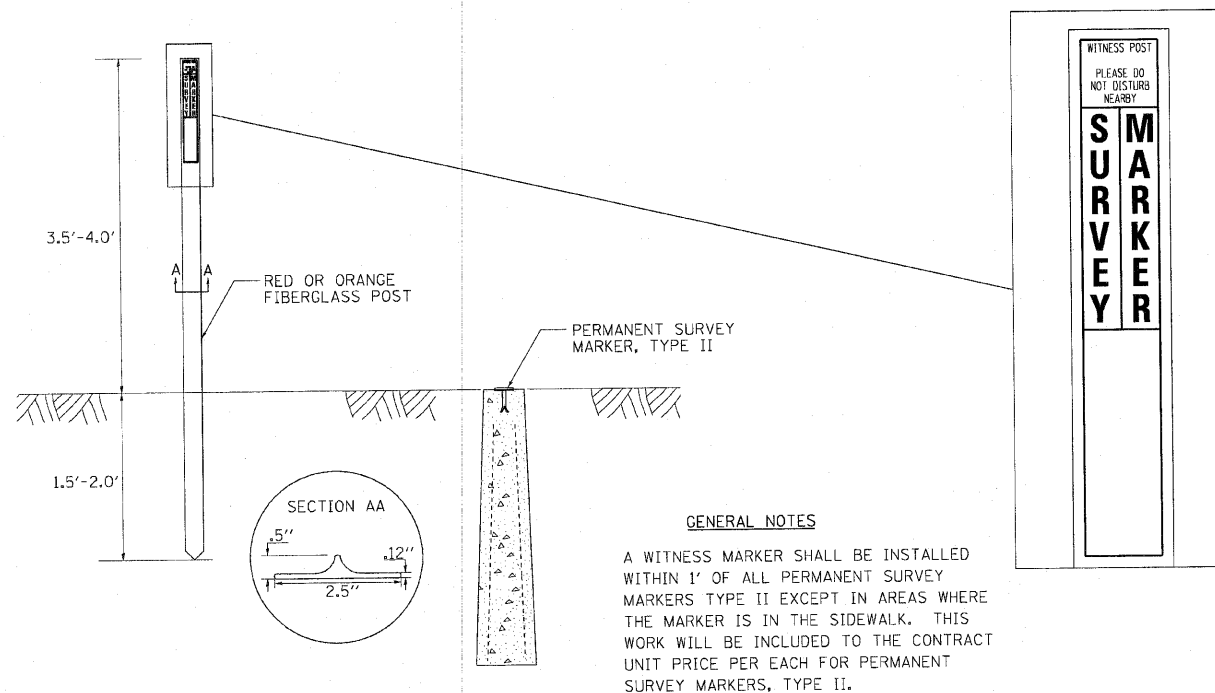 WITNESS POST
PLEASE DO
NOT DISTURB
NEARBY
SURVEY
MARKER
SURVEY
MARKER
3.5'-4.0'
A A
RED OR ORANGE
FIBERGLASS POST
PERMANENT SURVEY
MARKER, TYPE II
1.5'-2.0'
SECTION AA
.5"
.12"
2.5"
GENERAL NOTES
A WITNESS MARKER SHALL BE INSTALLED
WITHIN 1' OF ALL PERMANENT SURVEY
MARKERS TYPE II EXCEPT IN AREAS WHERE
THE MARKER IS IN THE SIDEWALK. THIS
WORK WILL BE INCLUDED TO THE CONTRACT
UNIT PRICE PER EACH FOR PERMANENT
SURVEY MARKERS, TYPE II.